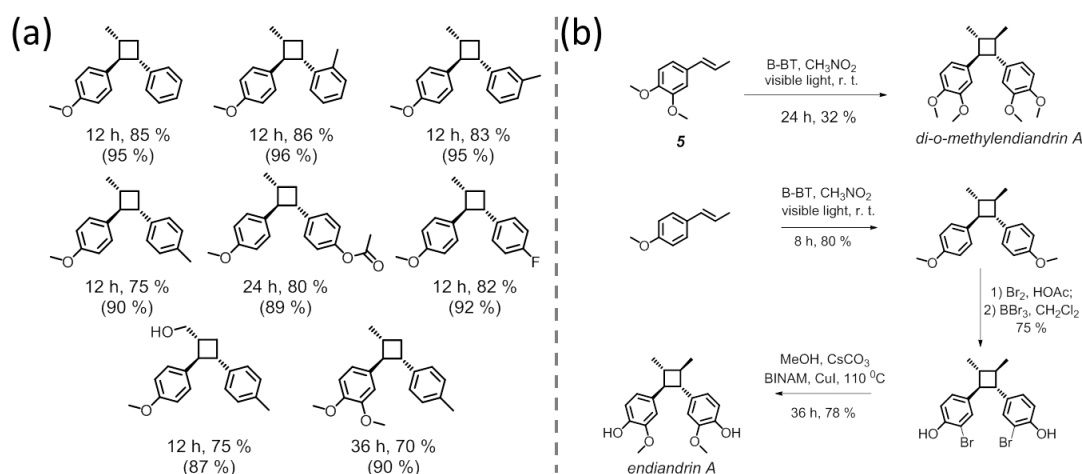 (a)
O
12 h, 85 %
(95 %)
O
12 h, 86 %
(96 %)
O
12 h, 83 %
(95 %)
O
12 h, 75 %
(90 %)
O
O
O
24 h, 80 %
(89 %)
O
F
12 h, 82 %
(92 %)
HO
O
12 h, 75 %
(87 %)
O
O
36 h, 70 %
(90 %)
(b)
O
O
5
B-BT, CH3NO2
visible light, r. t.
24 h, 32 %
O
O
O
O
di-o-methylendiandrin A
O
B-BT, CH3NO2
visible light, r. t.
8 h, 80 %
O
O
1) Br2, HOAc;
2) BBr3, CH2Cl2
75 %
HO
Br
Br
OH
MeOH, CsCO3
BINAM, CuI, 110 ⁰C
36 h, 78 %
HO
O
O
OH
endiandrin A